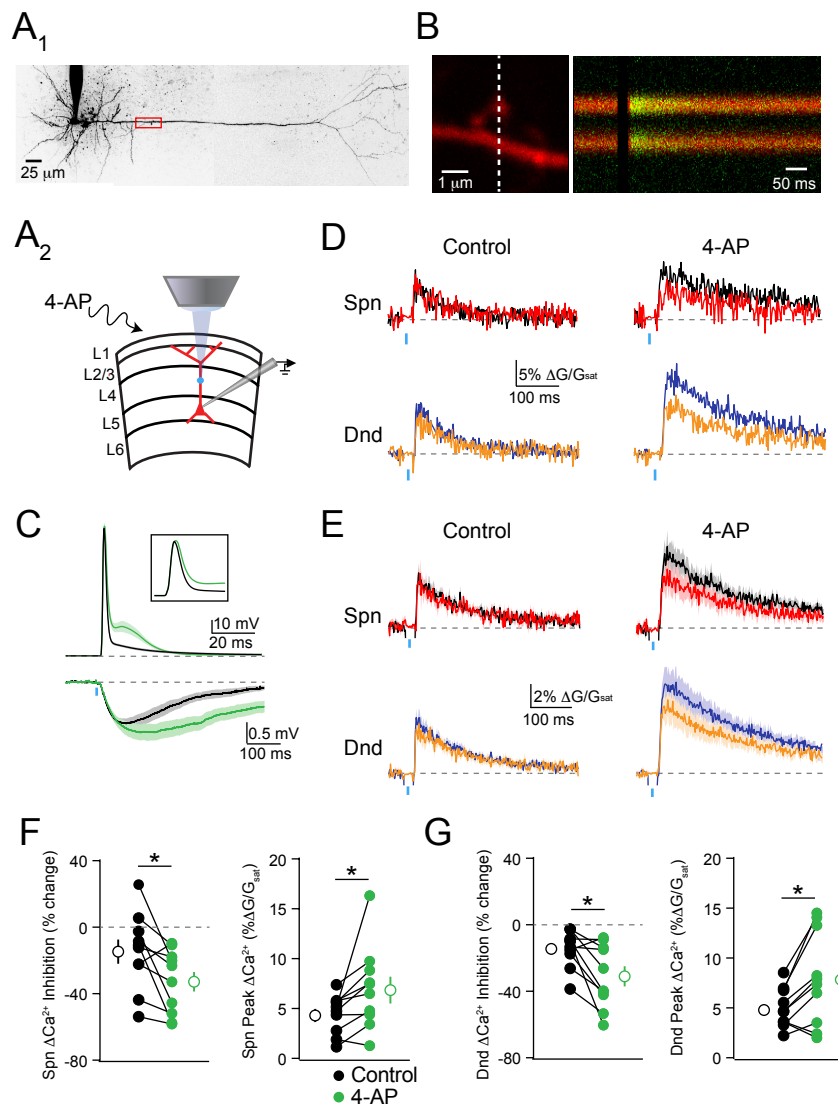 A1
25 μm
B
1 μm
50 ms
A2
4-AP
L1
L2/3
L4
L5
L6
D
Control
4-AP
Spn
5% ΔG/Gsat
100 ms
Dnd
C
10 mV
20 ms
0.5 mV
100 ms
E
Control
4-AP
Spn
2% ΔG/Gsat
100 ms
Dnd
F
Spn ΔCa2+ Inhibition (% change)
40
0
-40
-80
*
Spn Peak ΔCa2+ (%ΔG/Gsat)
20
15
10
5
0
*
Control
4-AP
G
Dnd ΔCa2+ Inhibition (% change)
40
0
-40
-80
*
Dnd Peak ΔCa2+ (%ΔG/Gsat)
20
15
10
5
0
*